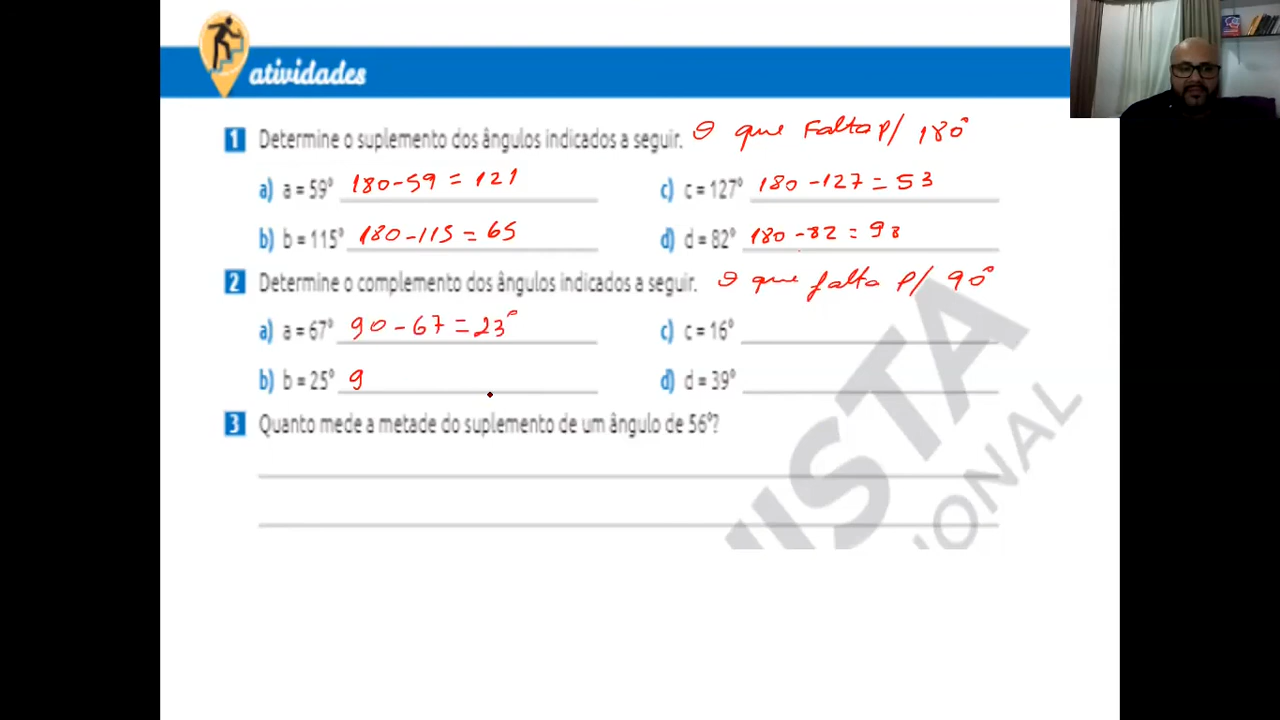 atividades
1 Determine o suplemento dos ângulos indicados a seguir. O que Falta P/ 180°
a) a = 59° 180-59 = 121
c) c = 127° 180-127 = 53
b) b = 115° 180-115 = 65
d) d = 82° 180-82 = 98
2 Determine o complemento dos ângulos indicados a seguir. O que falta P/ 90°
a) a = 67° 90-67 = 23°
c) c = 16°
b) b = 25° 9
d) d = 39°
3 Quanto mede a metade do suplemento de um ângulo de 56°?